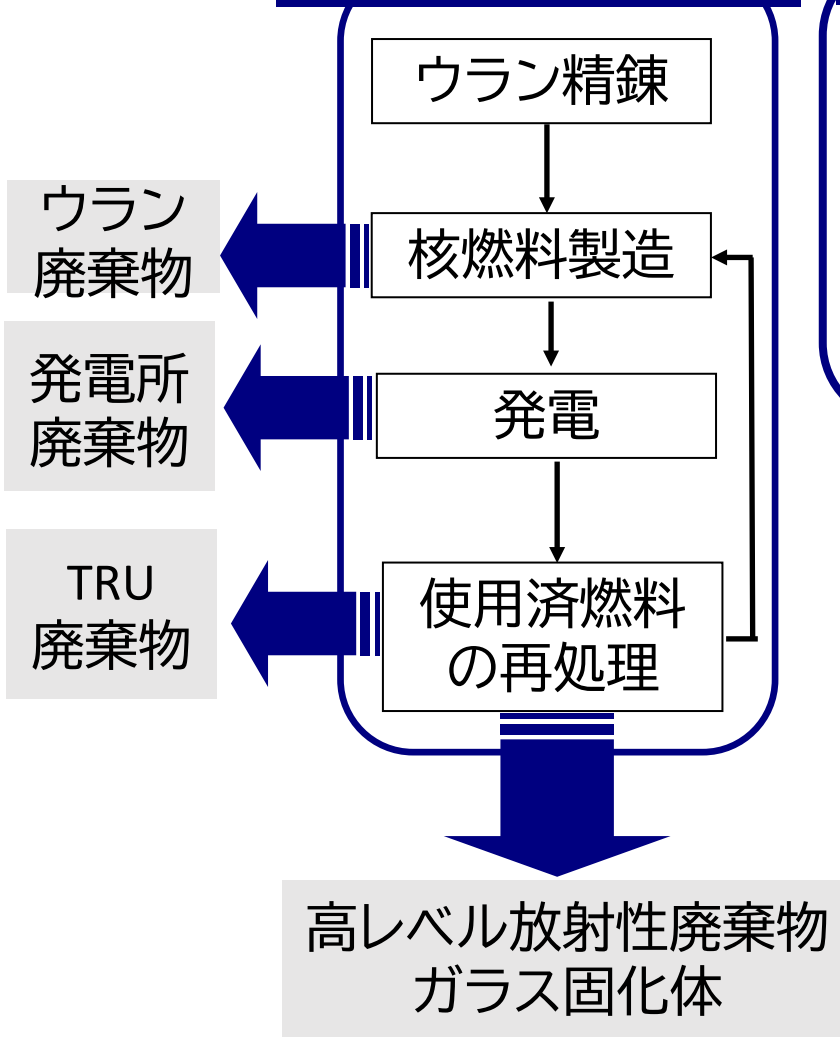 ウラン精錬
ウラン
廃棄物
核燃料製造
発電所
廃棄物
発電
TRU
廃棄物
使用済燃料
の再処理
高レベル放射性廃棄物
ガラス固化体